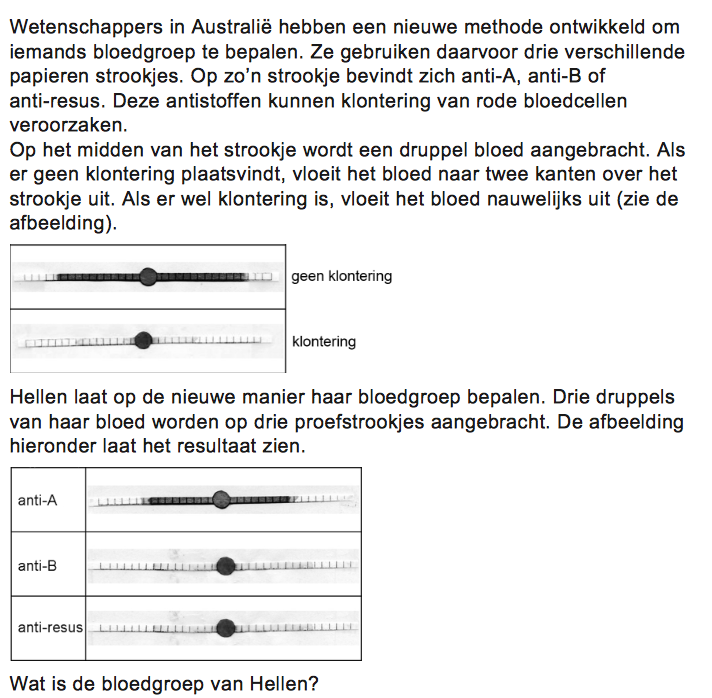 Wetenschappers in Australië hebben een nieuwe methode ontwikkeld om
iemands bloedgroep te bepalen. Ze gebruiken daarvoor drie verschillende
papieren strookjes. Op zo’n strookje bevindt zich anti-A, anti-B of
anti-resus. Deze antistoffen kunnen klontering van rode bloedcellen
veroorzaken.
Op het midden van het strookje wordt een druppel bloed aangebracht. Als
er geen klontering plaatsvindt, vloeit het bloed naar twee kanten over het
strookje uit. Als er wel klontering is, vloeit het bloed nauwelijks uit (zie de
afbeelding).
geen klontering
klontering
Hellen laat op de nieuwe manier haar bloedgroep bepalen. Drie druppels
van haar bloed worden op drie proefstrookjes aangebracht. De afbeelding
hieronder laat het resultaat zien.
anti-A
anti-B
anti-resus
Wat is de bloedgroep van Hellen?